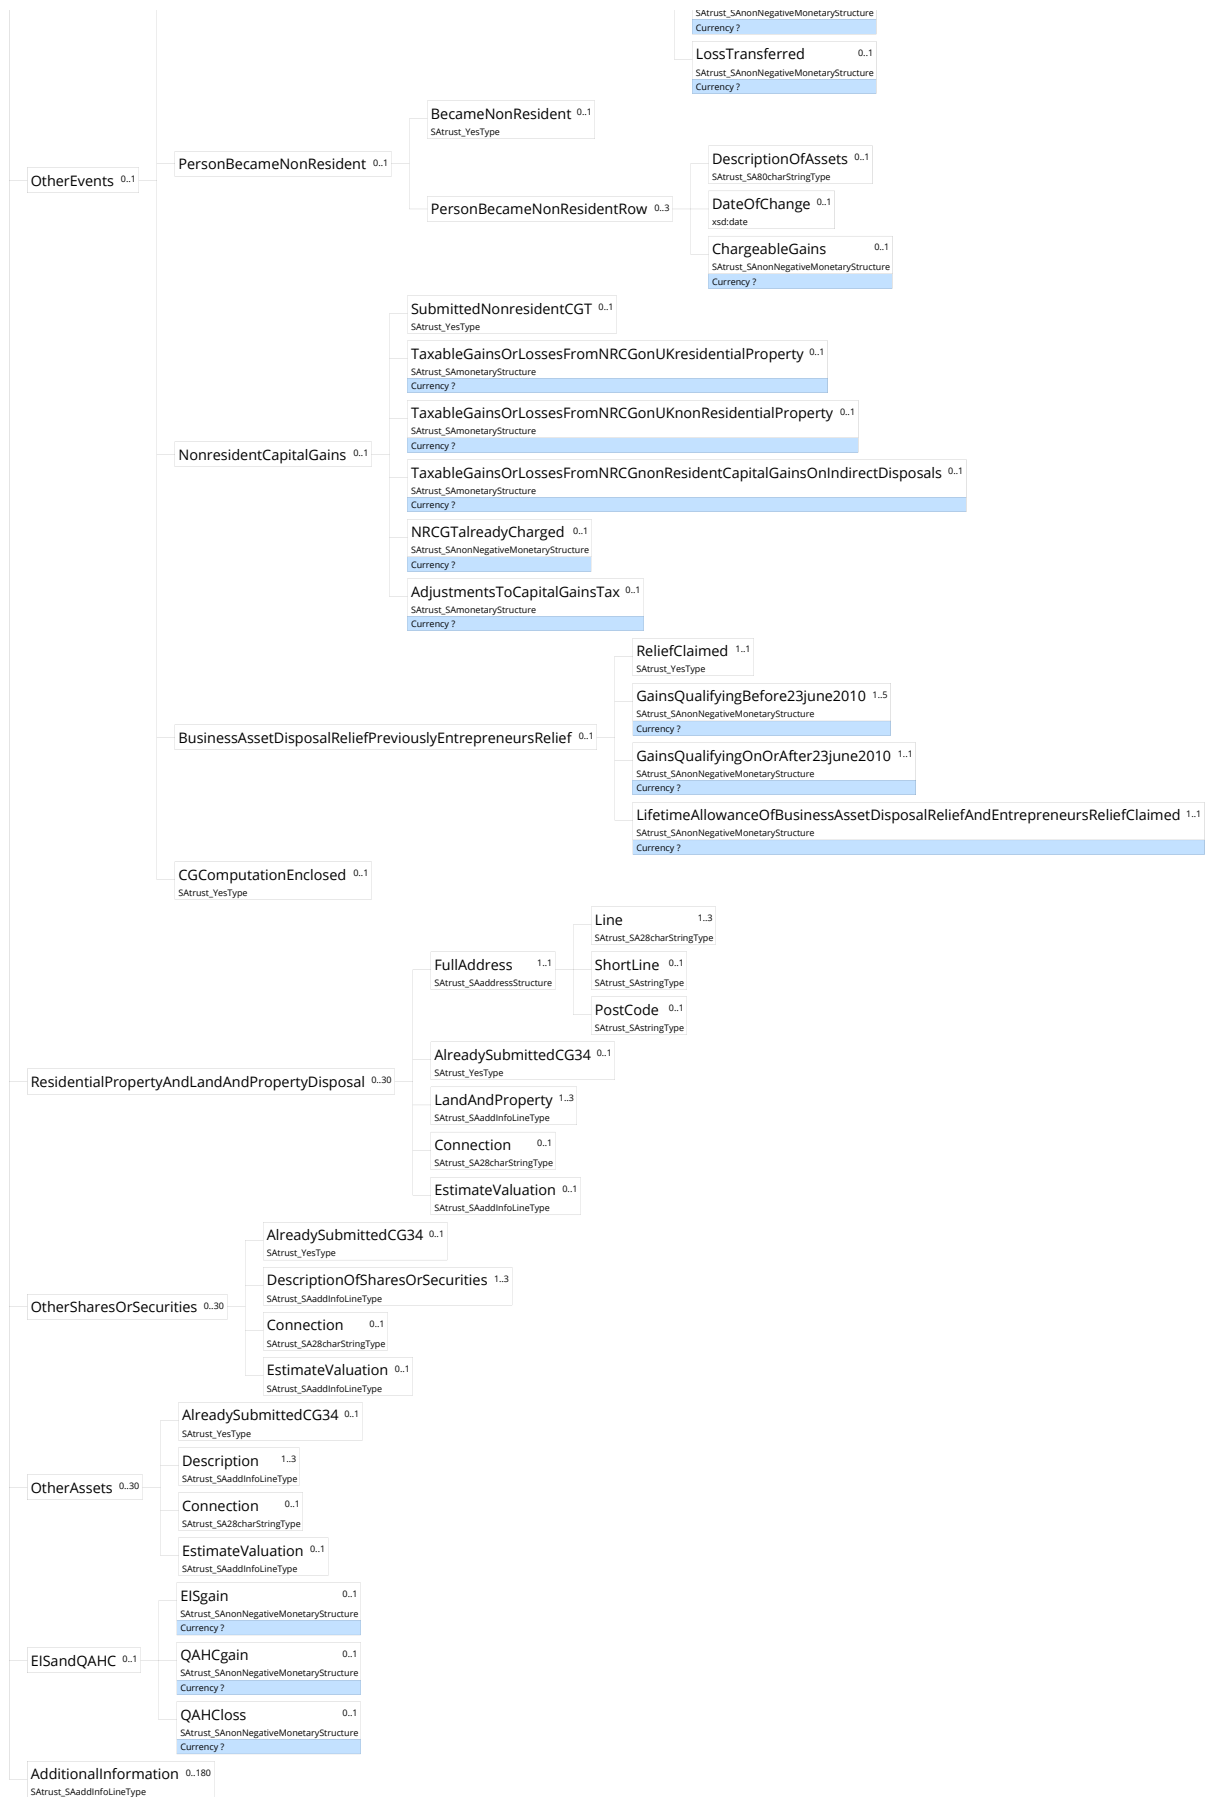 SAtrust_SAnonNegativeMonetaryStructure
Currency ?
LossTransferred 0..1
SAtrust_SAnonNegativeMonetaryStructure
Currency ?
OtherEvents 0..1
PersonBecameNonResident 0..1
BecameNonResident 0..1
SAtrust_YesType
PersonBecameNonResidentRow 0..3
DescriptionOfAssets 0..1
SAtrust_SA80charStringType
DateOfChange 0..1
xsd:date
ChargeableGains 0..1
SAtrust_SAnonNegativeMonetaryStructure
Currency ?
NonresidentCapitalGains 0..1
SubmittedNonresidentCGT 0..1
SAtrust_YesType
TaxableGainsOrLossesFromNRCGonUKresidentialProperty 0..1
SAtrust_SAmonetaryStructure
Currency ?
TaxableGainsOrLossesFromNRCGonUKnonResidentialProperty 0..1
SAtrust_SAmonetaryStructure
Currency ?
TaxableGainsOrLossesFromNRCGnonResidentCapitalGainsOnIndirectDisposals 0..1
SAtrust_SAmonetaryStructure
Currency ?
NRCGTalreadyCharged 0..1
SAtrust_SAnonNegativeMonetaryStructure
Currency ?
AdjustmentsToCapitalGainsTax 0..1
SAtrust_SAmonetaryStructure
Currency ?
BusinessAssetDisposalReliefPreviouslyEntrepreneursRelief 0..1
ReliefClaimed 1..1
SAtrust_YesType
GainsQualifyingBefore23june2010 1..5
SAtrust_SAnonNegativeMonetaryStructure
Currency ?
GainsQualifyingOnOrAfter23june2010 1..1
SAtrust_SAnonNegativeMonetaryStructure
Currency ?
LifetimeAllowanceOfBusinessAssetDisposalReliefAndEntrepreneursReliefClaimed 1..1
SAtrust_SAnonNegativeMonetaryStructure
Currency ?
CGComputationEnclosed 0..1
SAtrust_YesType
ResidentialPropertyAndLandAndPropertyDisposal 0..30
FullAddress 1..1
SAtrust_SAaddressStructure
Line 1..3
SAtrust_SA28charStringType
ShortLine 0..1
SAtrust_SAstringType
PostCode 0..1
SAtrust_SAstringType
AlreadySubmittedCG34 0..1
SAtrust_YesType
LandAndProperty 1..3
SAtrust_SAaddInfoLineType
Connection 0..1
SAtrust_SA28charStringType
EstimateValuation 0..1
SAtrust_SAaddInfoLineType
OtherSharesOrSecurities 0..30
AlreadySubmittedCG34 0..1
SAtrust_YesType
DescriptionOfSharesOrSecurities 1..3
SAtrust_SAaddInfoLineType
Connection 0..1
SAtrust_SA28charStringType
EstimateValuation 0..1
SAtrust_SAaddInfoLineType
OtherAssets 0..30
AlreadySubmittedCG34 0..1
SAtrust_YesType
Description 1..3
SAtrust_SAaddInfoLineType
Connection 0..1
SAtrust_SA28charStringType
EstimateValuation 0..1
SAtrust_SAaddInfoLineType
EISandQAHC 0..1
EISgain 0..1
SAtrust_SAnonNegativeMonetaryStructure
Currency ?
QAHCgain 0..1
SAtrust_SAnonNegativeMonetaryStructure
Currency ?
QAHCloss 0..1
SAtrust_SAnonNegativeMonetaryStructure
Currency ?
AdditionalInformation 0..180
SAtrust_SAaddInfoLineType